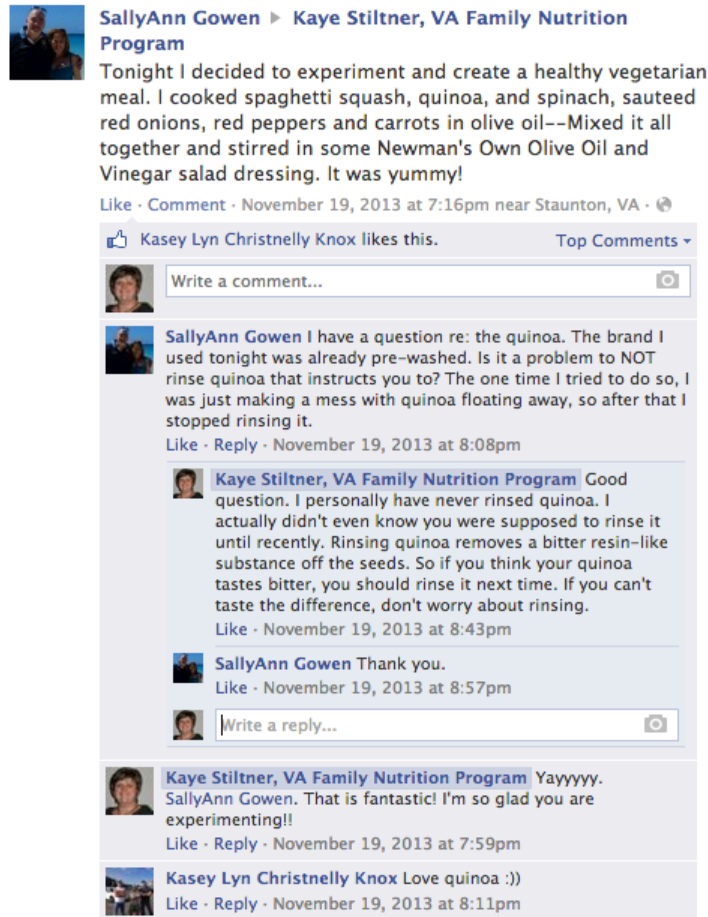 SallyAnn Gowen ▶ Kaye Stiltner, VA Family Nutrition
Program
Tonight I decided to experiment and create a healthy vegetarian
meal. I cooked spaghetti squash, quinoa, and spinach, sauteed
red onions, red peppers and carrots in olive oil--Mixed it all
together and stirred in some Newman's Own Olive Oil and
Vinegar salad dressing. It was yummy!
Like · Comment · November 19, 2013 at 7:16pm near Staunton, VA ·
Kasey Lyn Christnelly Knox likes this. Top Comments
Write a comment...
SallyAnn Gowen I have a question re: the quinoa. The brand I
used tonight was already pre-washed. Is it a problem to NOT
rinse quinoa that instructs you to? The one time I tried to do so, I
was just making a mess with quinoa floating away, so after that I
stopped rinsing it.
Like · Reply · November 19, 2013 at 8:08pm
Kaye Stiltner, VA Family Nutrition Program Good
question. I personally have never rinsed quinoa. I
actually didn't even know you were supposed to rinse it
until recently. Rinsing quinoa removes a bitter resin-like
substance off the seeds. So if you think your quinoa
tastes bitter, you should rinse it next time. If you can't
taste the difference, don't worry about rinsing.
Like · November 19, 2013 at 8:43pm
SallyAnn Gowen Thank you.
Like · November 19, 2013 at 8:57pm
Write a reply...
Kaye Stiltner, VA Family Nutrition Program Yayyyyy.
SallyAnn Gowen. That is fantastic! I'm so glad you are
experimenting!!
Like · Reply · November 19, 2013 at 7:59pm
Kasey Lyn Christnelly Knox Love quinoa :))
Like · Reply · November 19, 2013 at 8:11pm